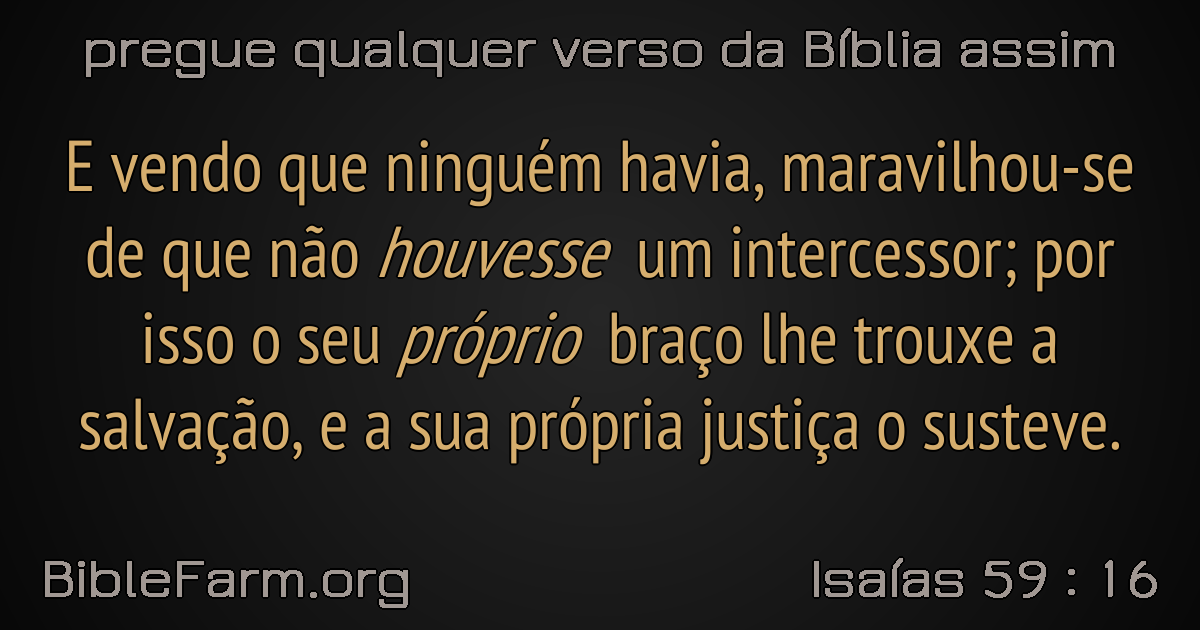 pregue qualquer verso da Bíblia assim
E vendo que ninguém havia, maravilhou-se
de que não houvesse um intercessor; por
isso o seu próprio braço lhe trouxe a
salvação, e a sua própria justiça o susteve.
BibleFarm.org
Isaías 59 : 16